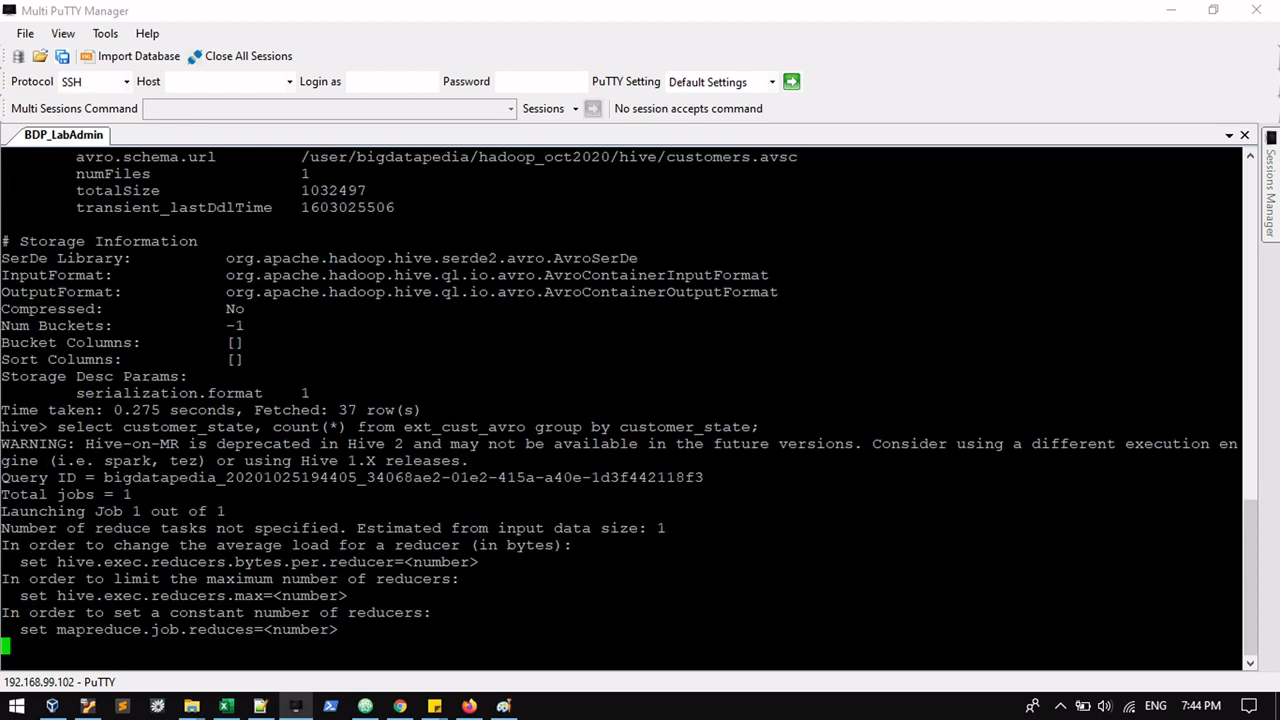 Multi PuTTY Manager
File View Tools Help
Import Database Close All Sessions
Protocol SSH Host Login as Password PuTTY Setting Default Settings
Multi Sessions Command Sessions No session accepts command
BDP_LabAdmin
Sessions Manager
avro.schema.url /user/bigdatapedia/hadoop_oct2020/hive/customers.avsc
numFiles 1
totalSize 1032497
transient_lastDdlTime 1603025506
# Storage Information
SerDe Library: org.apache.hadoop.hive.serde2.avro.AvroSerDe
InputFormat: org.apache.hadoop.hive.ql.io.avro.AvroContainerInputFormat
OutputFormat: org.apache.hadoop.hive.ql.io.avro.AvroContainerOutputFormat
Compressed: No
Num Buckets: -1
Bucket Columns: []
Sort Columns: []
Storage Desc Params:
serialization.format 1
Time taken: 0.275 seconds, Fetched: 37 row(s)
hive> select customer_state, count(*) from ext_cust_avro group by customer_state;
WARNING: Hive-on-MR is deprecated in Hive 2 and may not be available in the future versions. Consider using a different execution en
gine (i.e. spark, tez) or using Hive 1.X releases.
Query ID = bigdatapedia_20201025194405_34068ae2-01e2-415a-a40e-1d3f442118f3
Total jobs = 1
Launching Job 1 out of 1
Number of reduce tasks not specified. Estimated from input data size: 1
In order to change the average load for a reducer (in bytes):
set hive.exec.reducers.bytes.per.reducer=<number>
In order to limit the maximum number of reducers:
set hive.exec.reducers.max=<number>
In order to set a constant number of reducers:
set mapreduce.job.reduces=<number>
192.168.99.102 - PuTTY
ENG 7:44 PM